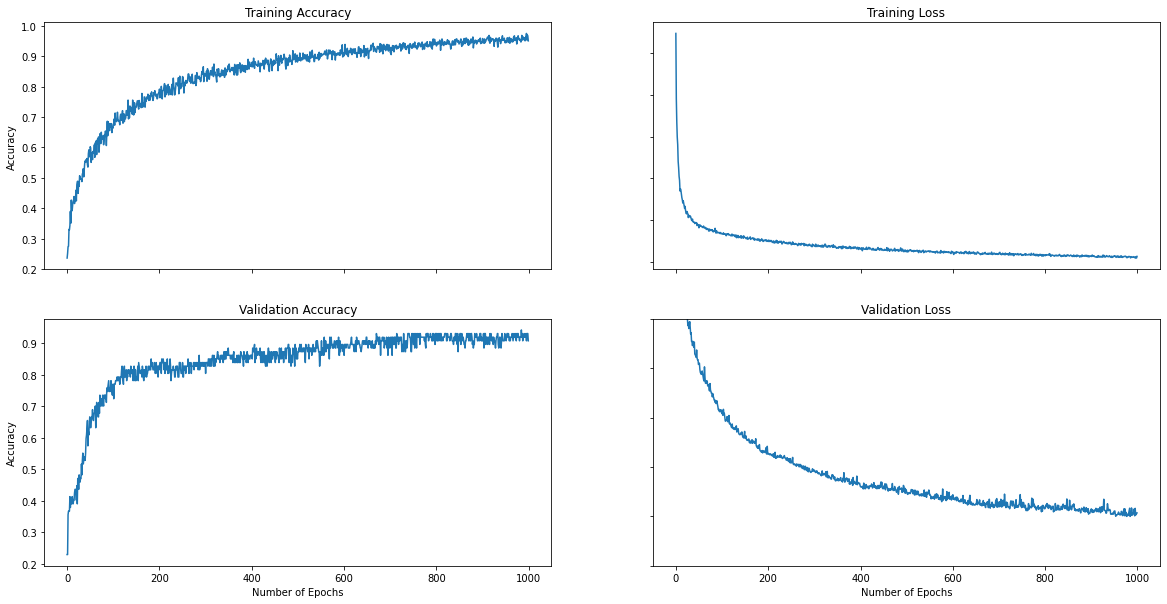 Training Accuracy
Training Loss
1.0
0.9
0.8
0.7
0.6
0.5
0.4
0.3
0.2
Accuracy
Validation Accuracy
Validation Loss
0.9
0.8
0.7
0.6
0.5
0.4
0.3
0.2
Accuracy
0 200 400 600 800 1000
0 200 400 600 800 1000
Number of Epochs
Number of Epochs